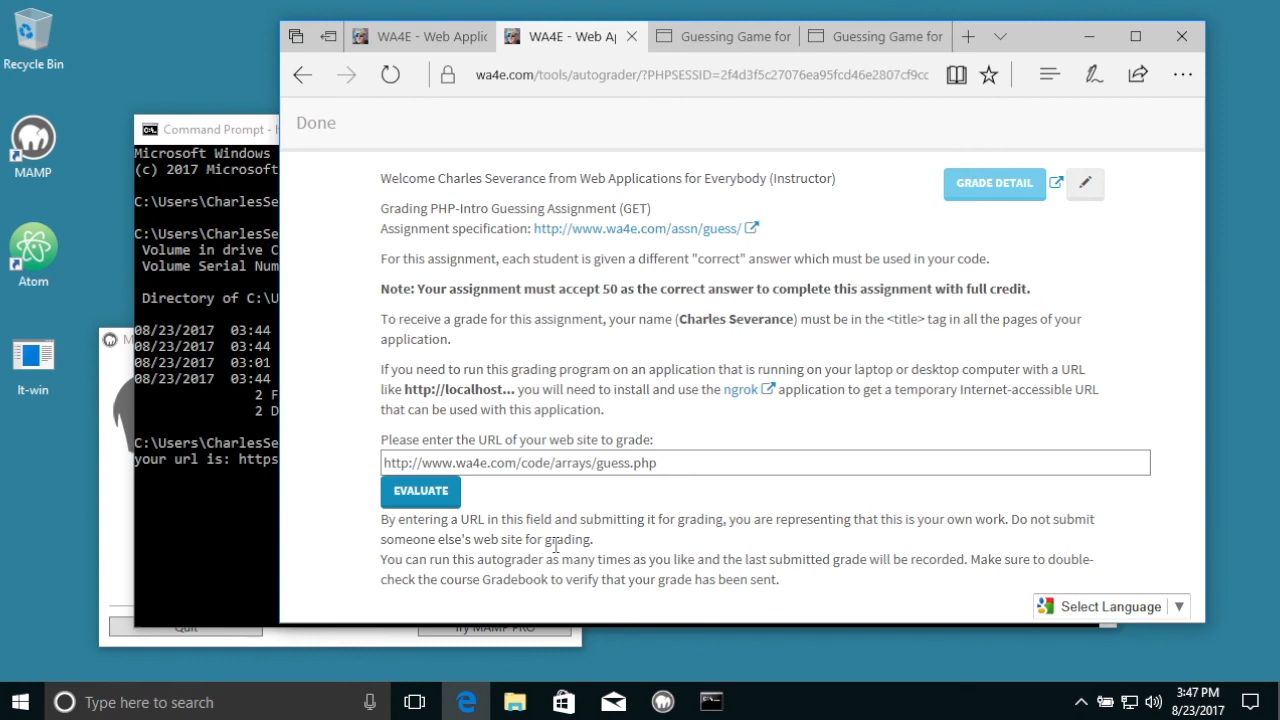 Recycle Bin
MAMP
Atom
lt-win
WA4E - Web Applic
WA4E - Web Ap
Guessing Game for
Guessing Game for
wa4e.com/tools/autograder/?PHPSESSID=2f4d3f5c27076ea95fcd46e2807cf9cc
Done
Welcome Charles Severance from Web Applications for Everybody (Instructor)
GRADE DETAIL
Grading PHP-Intro Guessing Assignment (GET)
Assignment specification: http://www.wa4e.com/assn/guess/
For this assignment, each student is given a different "correct" answer which must be used in your code.
Note: Your assignment must accept 50 as the correct answer to complete this assignment with full credit.
To receive a grade for this assignment, your name (Charles Severance) must be in the <title> tag in all the pages of your
application.
If you need to run this grading program on an application that is running on your laptop or desktop computer with a URL
like http://localhost... you will need to install and use the ngrok application to get a temporary Internet-accessible URL
that can be used with this application.
Please enter the URL of your web site to grade:
http://www.wa4e.com/code/arrays/guess.php
EVALUATE
By entering a URL in this field and submitting it for grading, you are representing that this is your own work. Do not submit
someone else's web site for grading.
You can run this autograder as many times as you like and the last submitted grade will be recorded. Make sure to double-
check the course Gradebook to verify that your grade has been sent.
Select Language
Command Prompt - l
Microsoft Windows
(c) 2017 Microsoft
C:\Users\CharlesSe
C:\Users\CharlesSe
Volume in drive C
Volume Serial Num
Directory of C:\U
08/23/2017 03:44
08/23/2017 03:44
08/23/2017 03:01
08/23/2017 03:44
2 F
2 D
C:\Users\CharlesSe
your url is: https
M
Quit
Try MAMP PRO
Type here to search
3:47 PM
8/23/2017